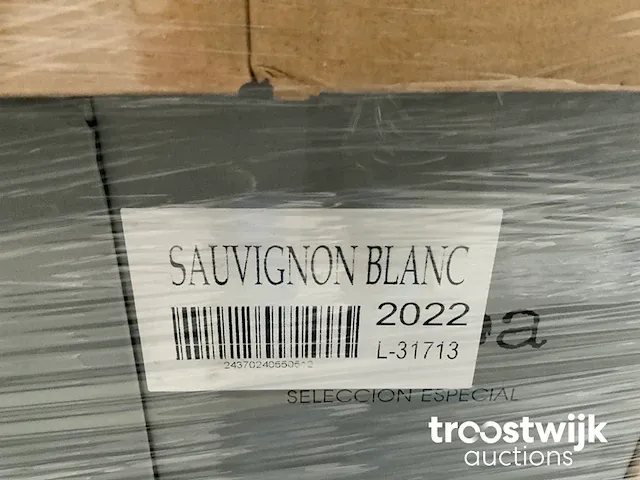 SAUVIGNON BLANC
2022
L-31713
SELECCION ESPECIAL
troostwijk
auctions